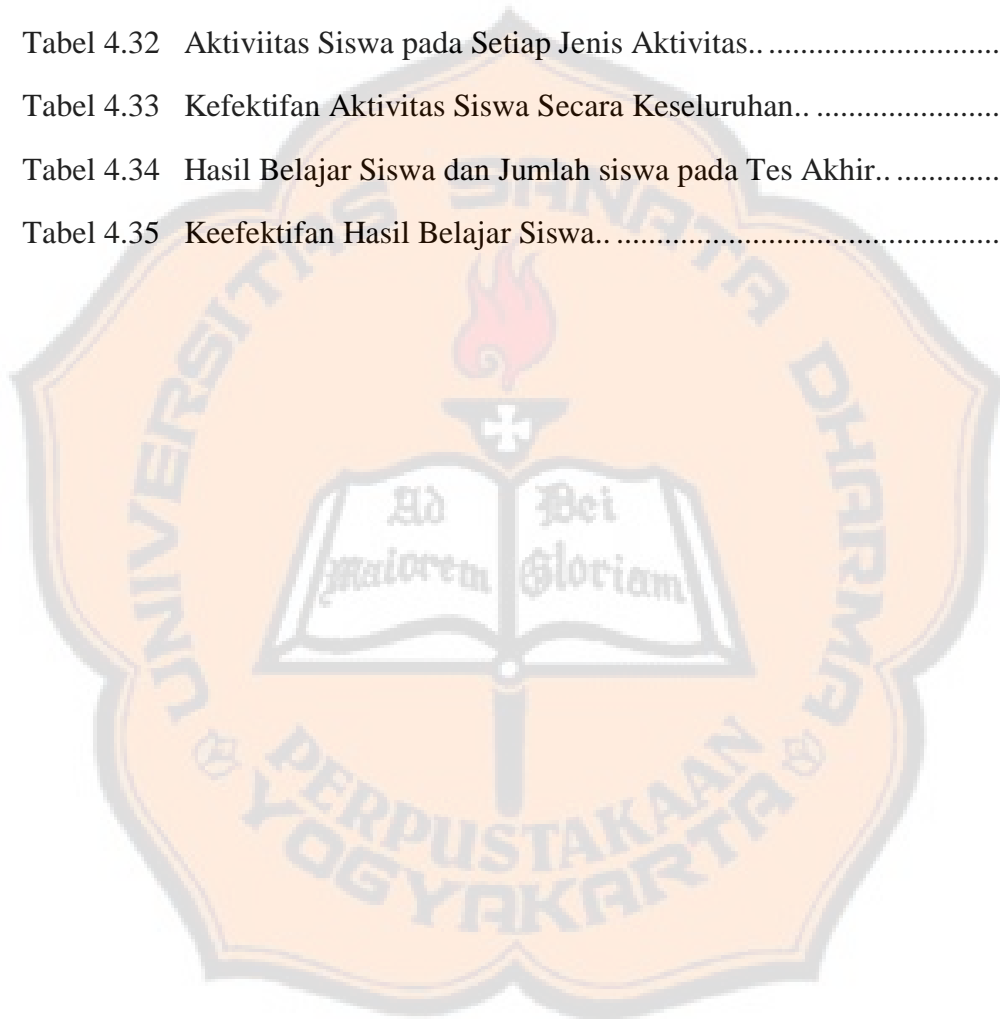 Tabel 4.32 Aktiviitas Siswa pada Setiap Jenis Aktivitas.. ............................
Tabel 4.33 Kefektifan Aktivitas Siswa Secara Keseluruhan.. ......................
Tabel 4.34 Hasil Belajar Siswa dan Jumlah siswa pada Tes Akhir.. .............
Tabel 4.35 Keefektifan Hasil Belajar Siswa.. ..............................................
UNIVERSITAS SANATA DHARMA
Ad Dei
Maiorem Gloriam
PERPUSTAKAAN
YOGYAKARTA